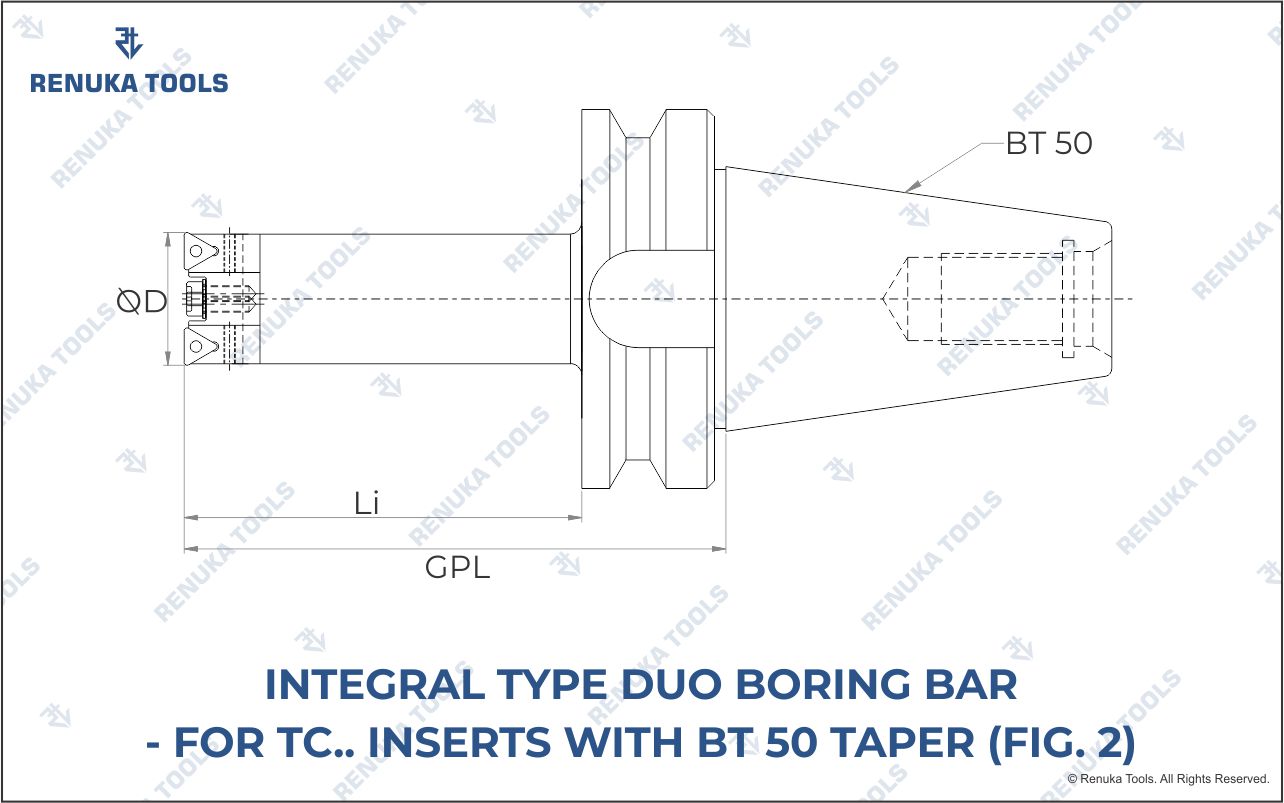 RENUKA TOOLS
BT 50
ØD
Li
GPL
INTEGRAL TYPE DUO BORING BAR
- FOR TC.. INSERTS WITH BT 50 TAPER (FIG. 2)
© Renuka Tools. All Rights Reserved.